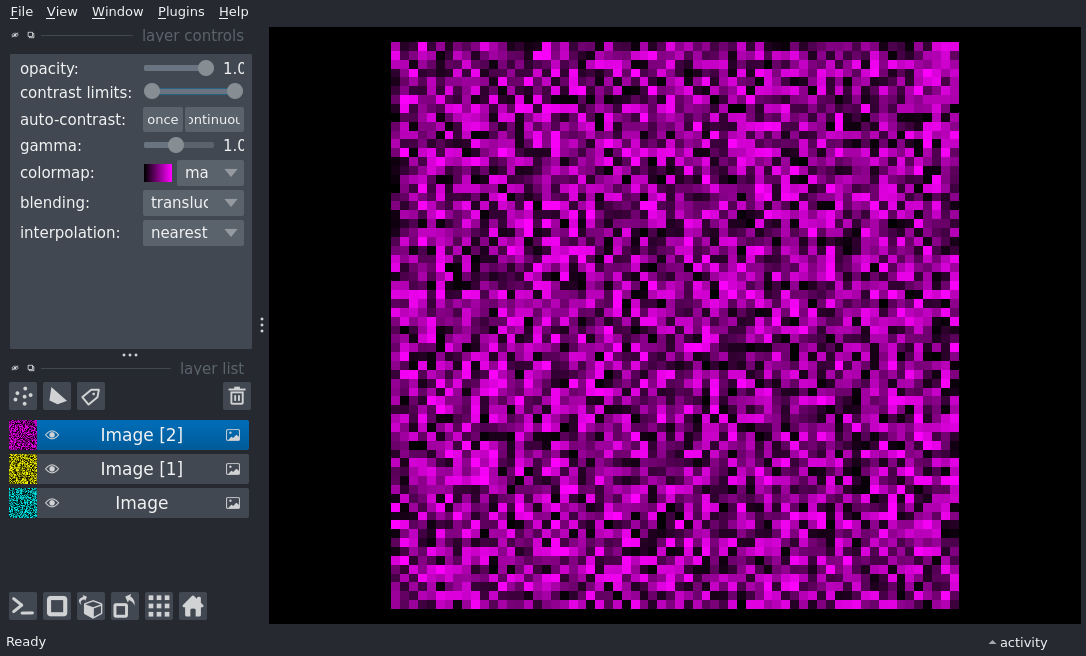 File View Window Plugins Help
layer controls
opacity: 1.0
contrast limits:
auto-contrast: once ontinuou
gamma: 1.0
colormap: ma
blending: transluc
interpolation: nearest
layer list
Image [2]
Image [1]
Image
Ready
activity